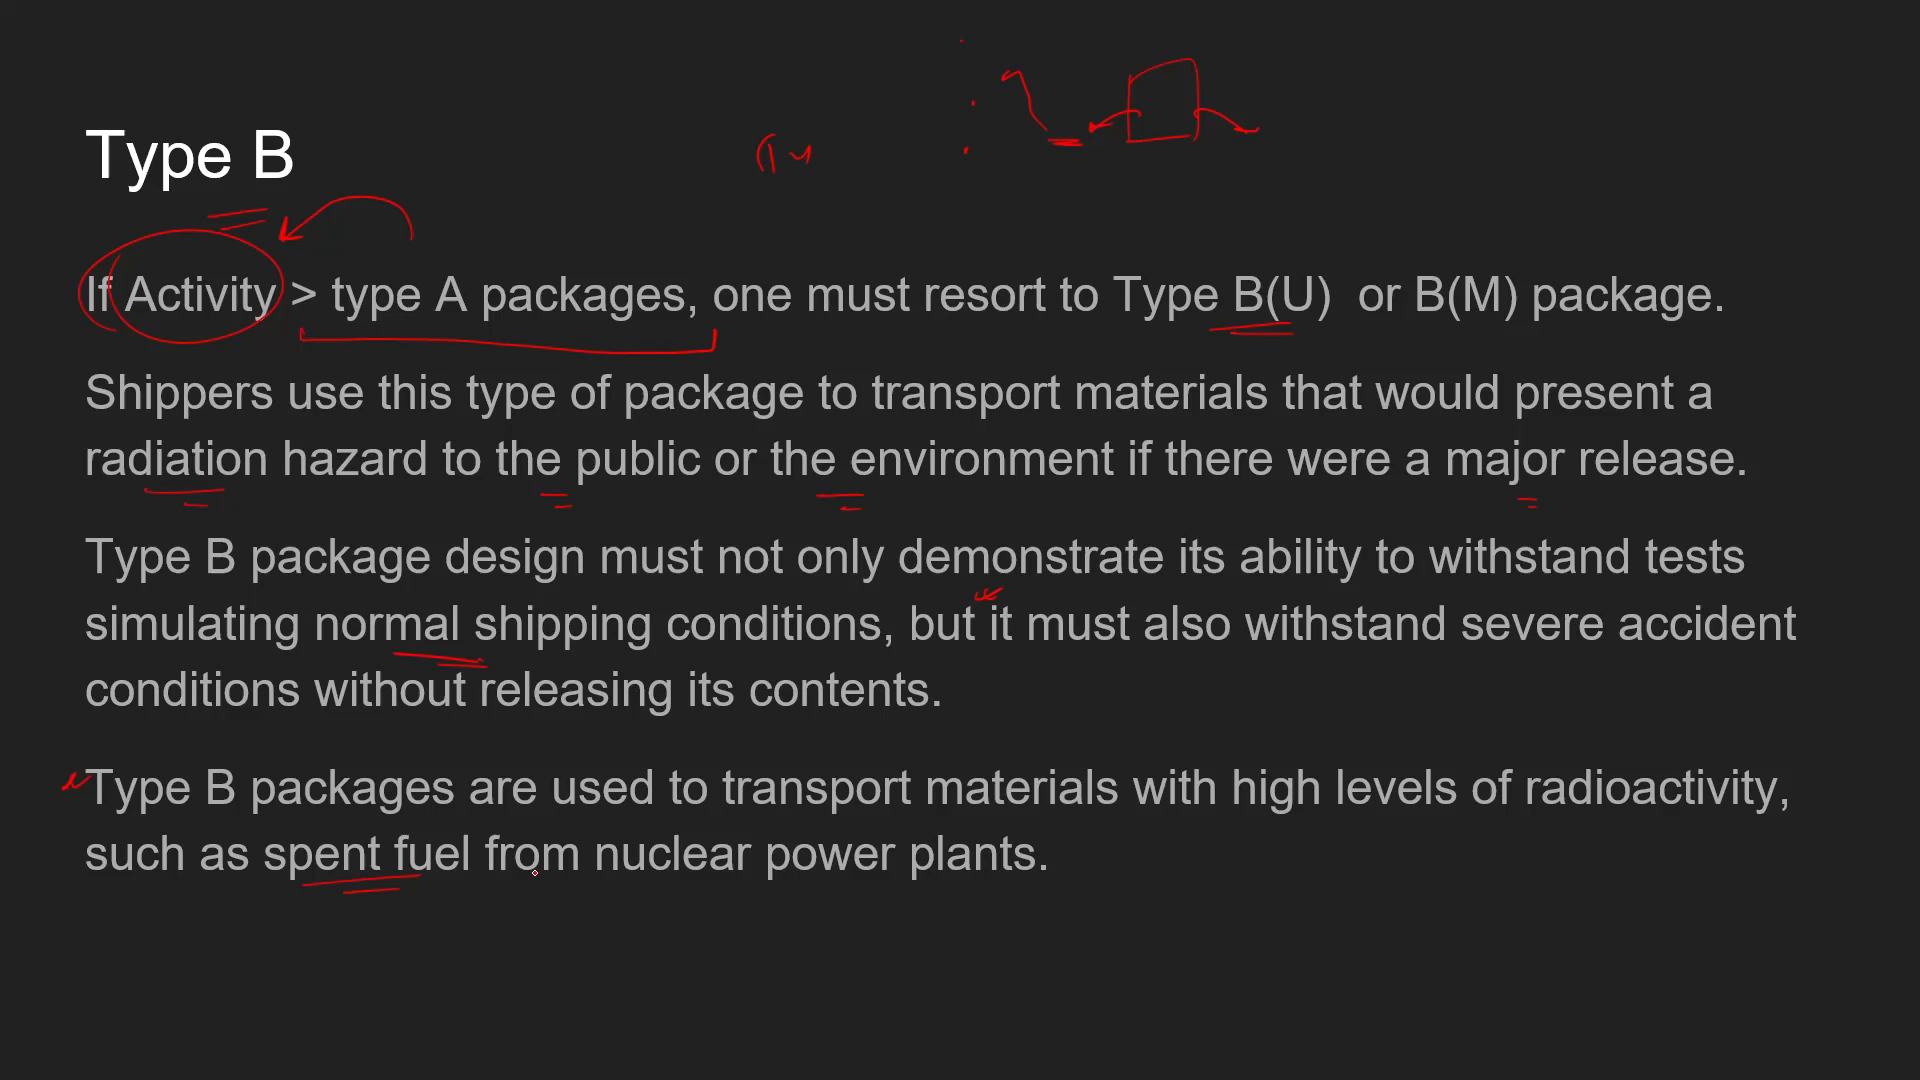 Type B
If Activity > type A packages, one must resort to Type B(U) or B(M) package.
Shippers use this type of package to transport materials that would present a
radiation hazard to the public or the environment if there were a major release.
Type B package design must not only demonstrate its ability to withstand tests
simulating normal shipping conditions, but it must also withstand severe accident
conditions without releasing its contents.
Type B packages are used to transport materials with high levels of radioactivity,
such as spent fuel from nuclear power plants.